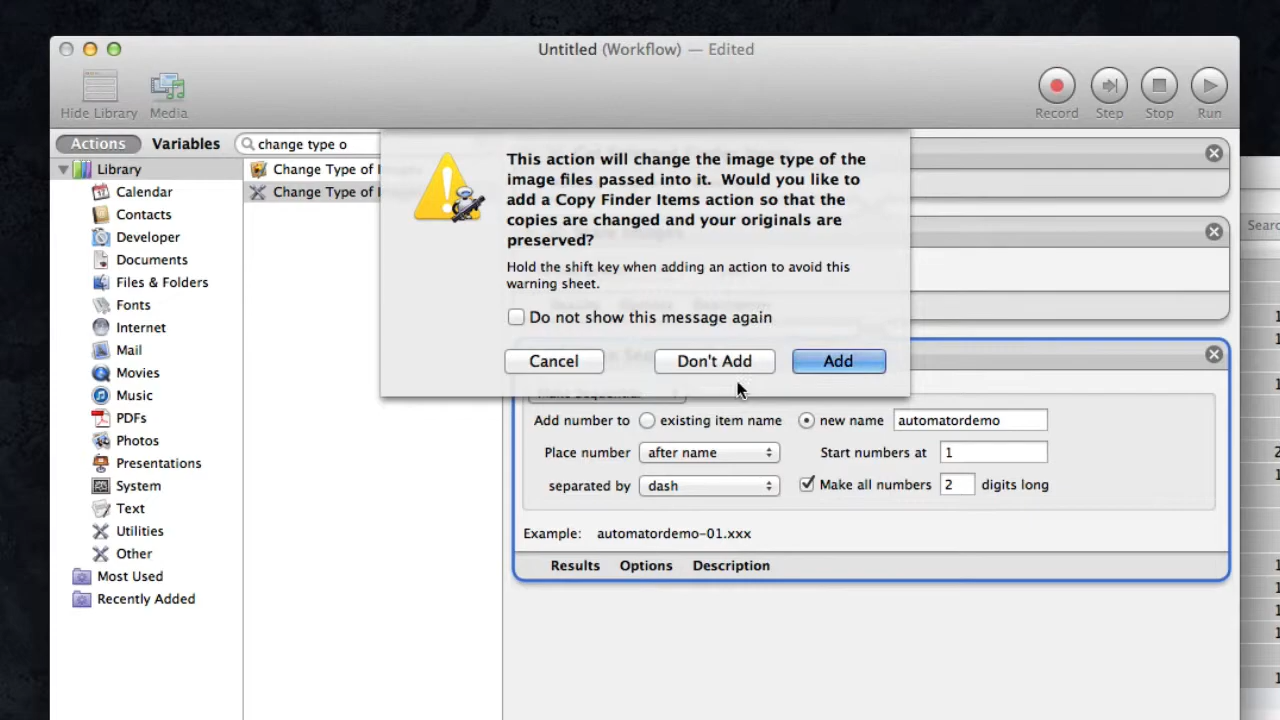 Untitled (Workflow) — Edited
Hide Library
Media
Record
Step
Stop
Run
Actions
Variables
change type o
Library
Calendar
Contacts
Developer
Documents
Files & Folders
Fonts
Internet
Mail
Movies
Music
PDFs
Photos
Presentations
System
Text
Utilities
Other
Most Used
Recently Added
Change Type of
Change Type of
This action will change the image type of the
image files passed into it. Would you like to
add a Copy Finder Items action so that the
copies are changed and your originals are
preserved?
Hold the shift key when adding an action to avoid this
warning sheet.
Do not show this message again
Cancel
Don't Add
Add
Add number to
existing item name
new name
automatordemo
Place number
after name
Start numbers at
1
separated by
dash
Make all numbers
2
digits long
Example: automatordemo-01.xxx
Results
Options
Description